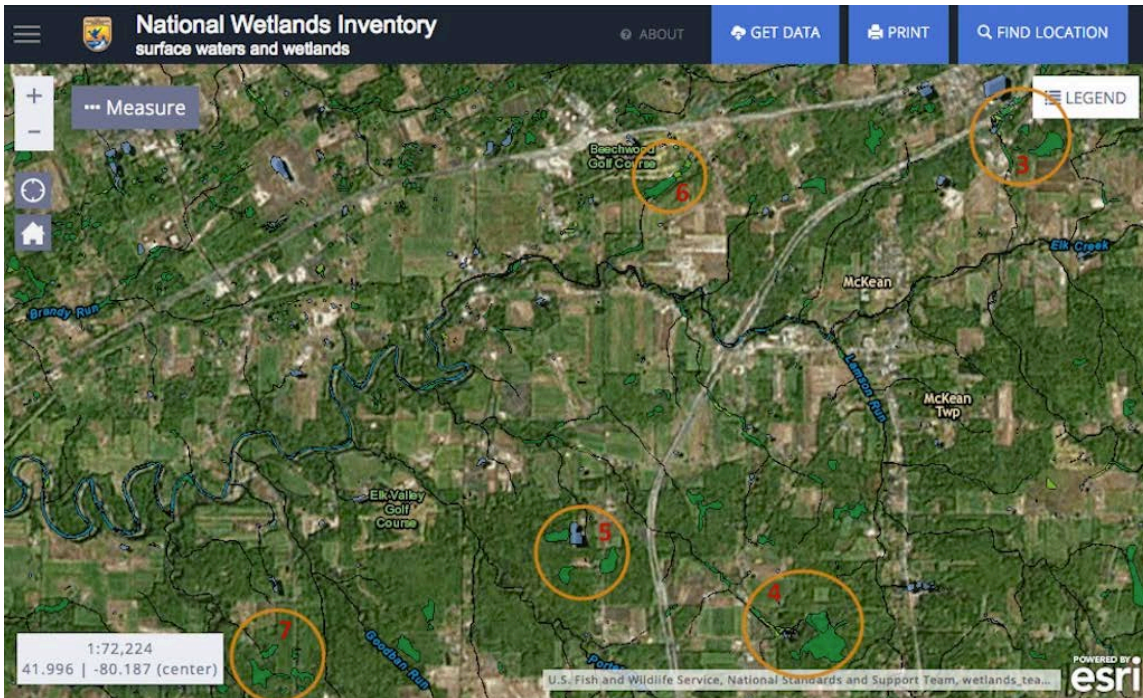 National Wetlands Inventory
surface waters and wetlands
ABOUT
GET DATA
PRINT
FIND LOCATION
+
−
Measure
LEGEND
Beechwood
Golf Course
6
3
Elk Creek
McKean
Brandy Run
Lamson Run
McKean
Twp
Elk Valley
Golf
Course
5
4
7
Goodban Run
Porter
1:72,224
41.996 | -80.187 (center)
U.S. Fish and Wildlife Service, National Standards and Support Team, wetlands_tea...
POWERED BY
esri